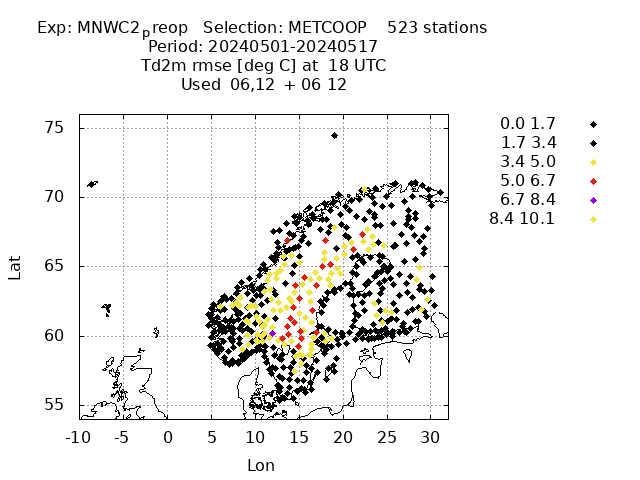 Exp: MNWC2preop   Selection: METCOOP    523 stations
Period: 20240501-20240517
Td2m rmse [deg C] at  18 UTC
Used  06,12  + 06 12
0.0 1.7
1.7 3.4
3.4 5.0
5.0 6.7
6.7 8.4
8.4 10.1
75
70
65
60
55
Lat
-10 -5 0 5 10 15 20 25 30
Lon